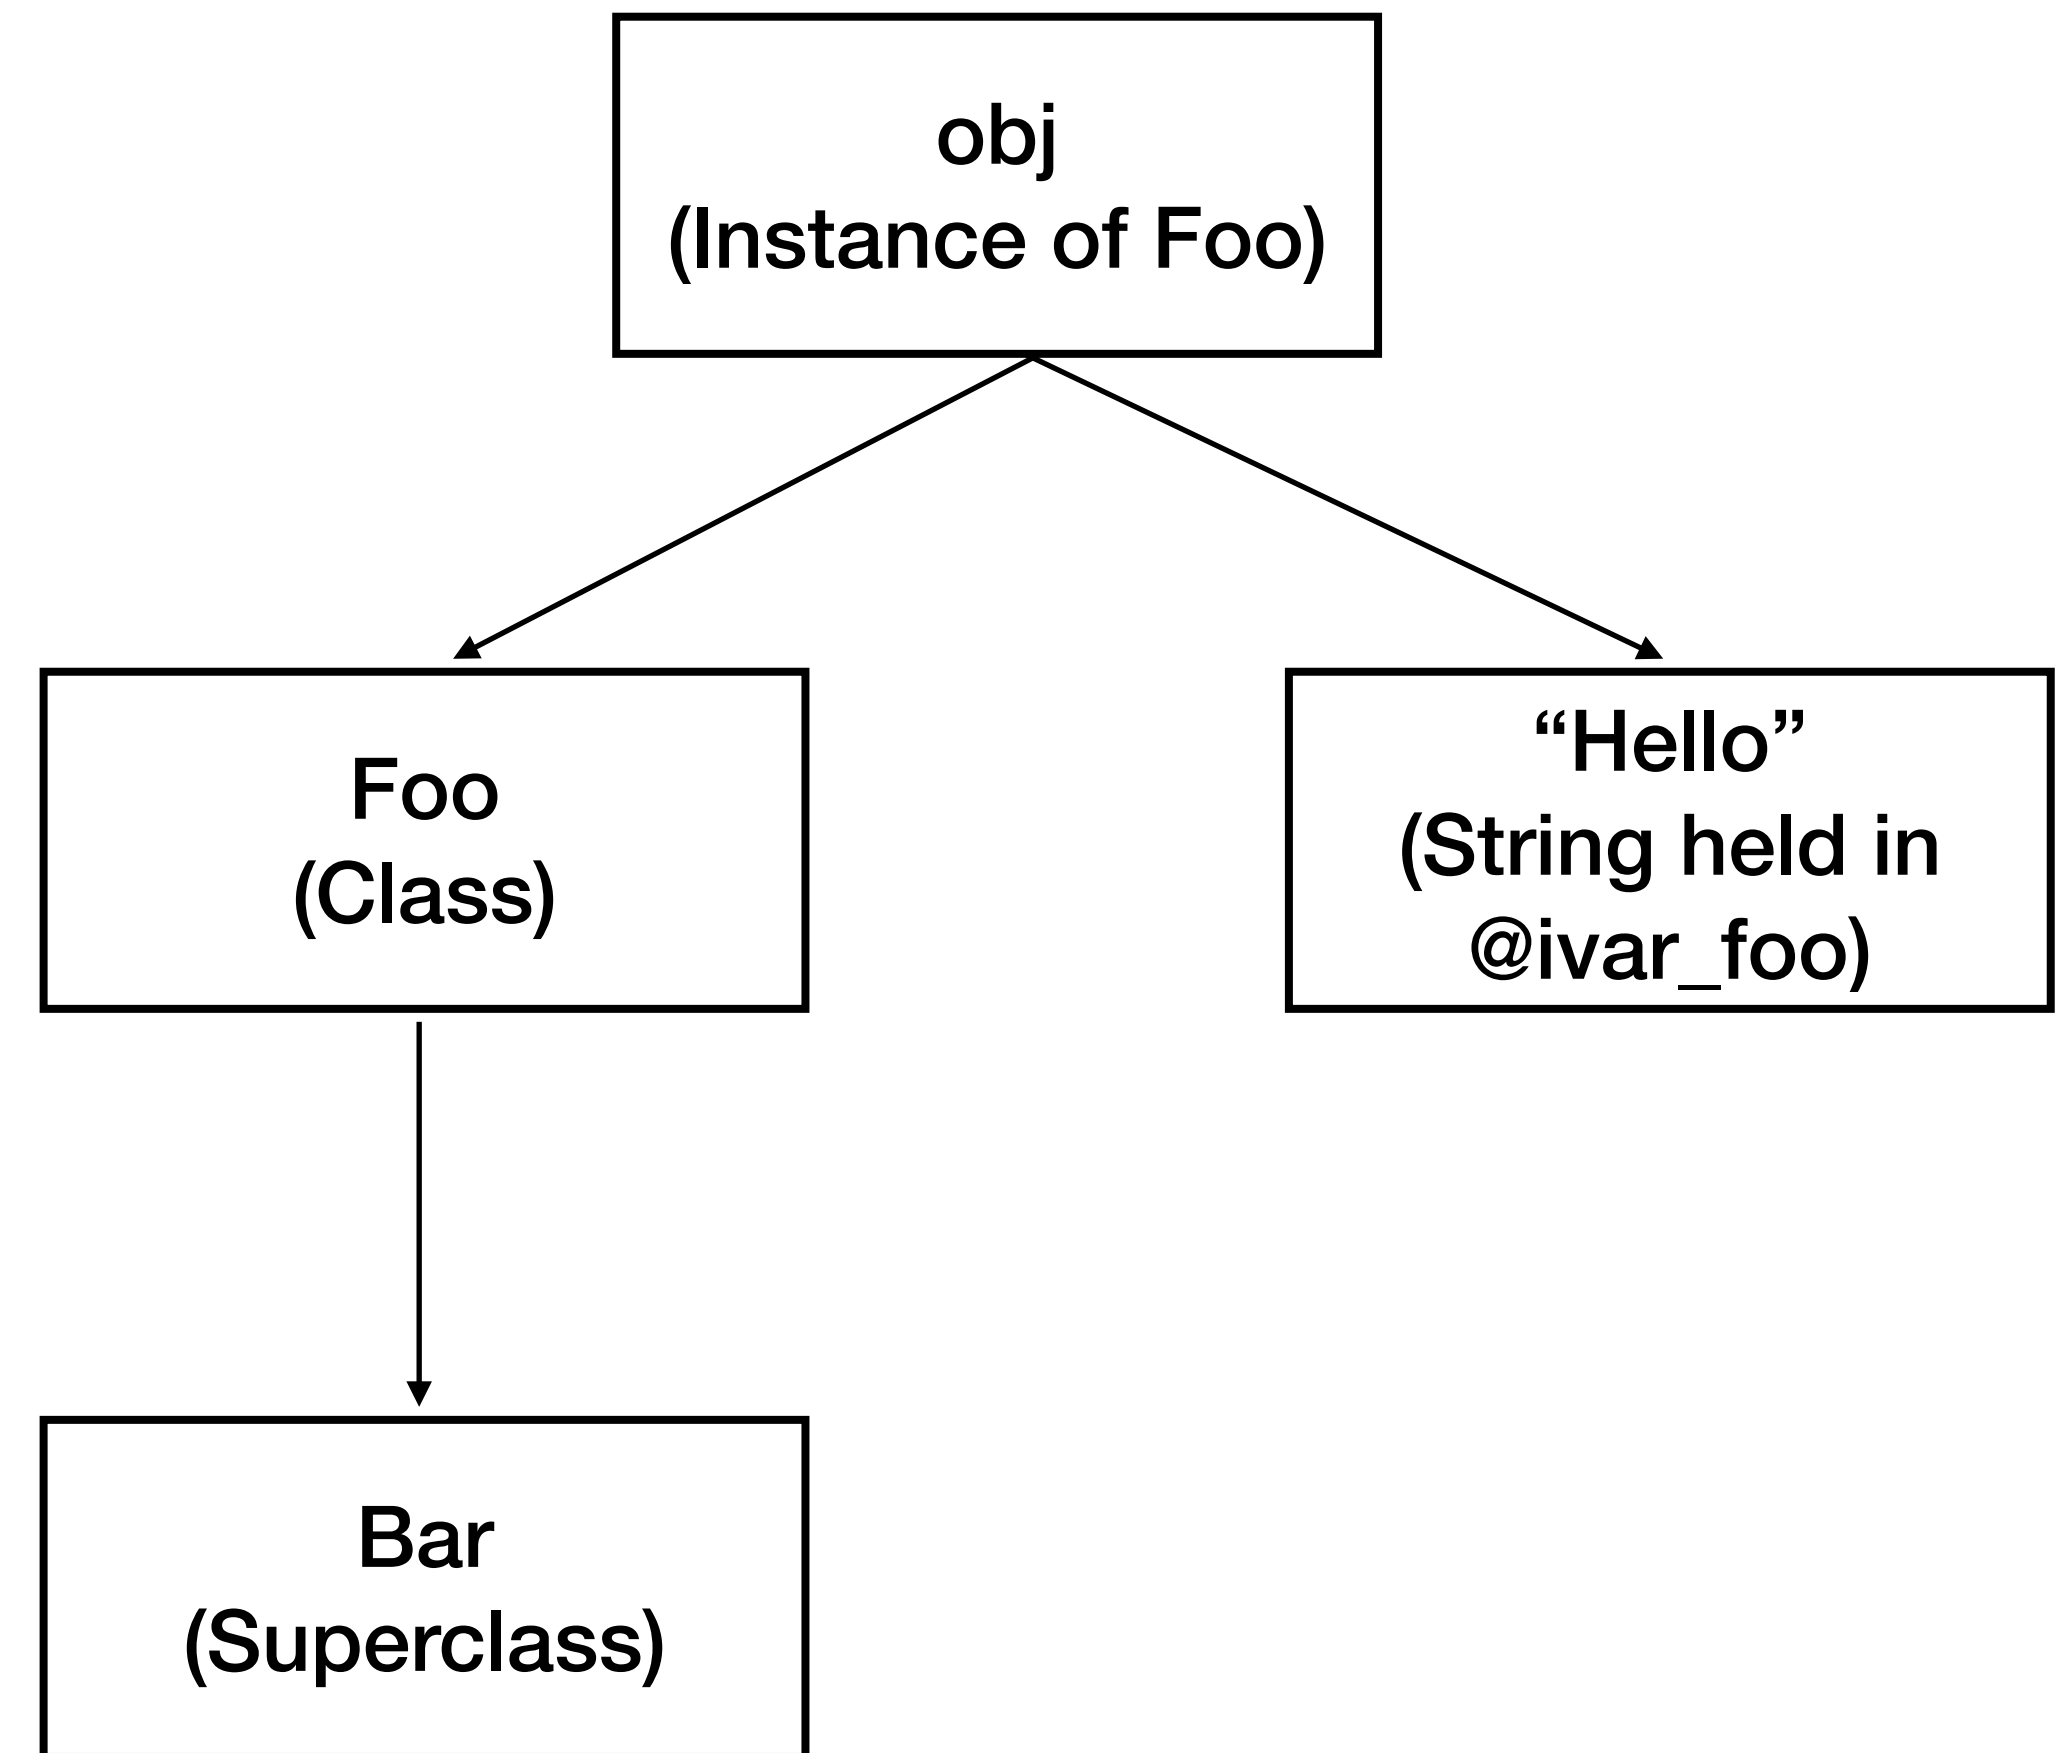 obj
(Instance of Foo)
Foo
(Class)
“Hello”
(String held in
@ivar_foo)
Bar
(Superclass)